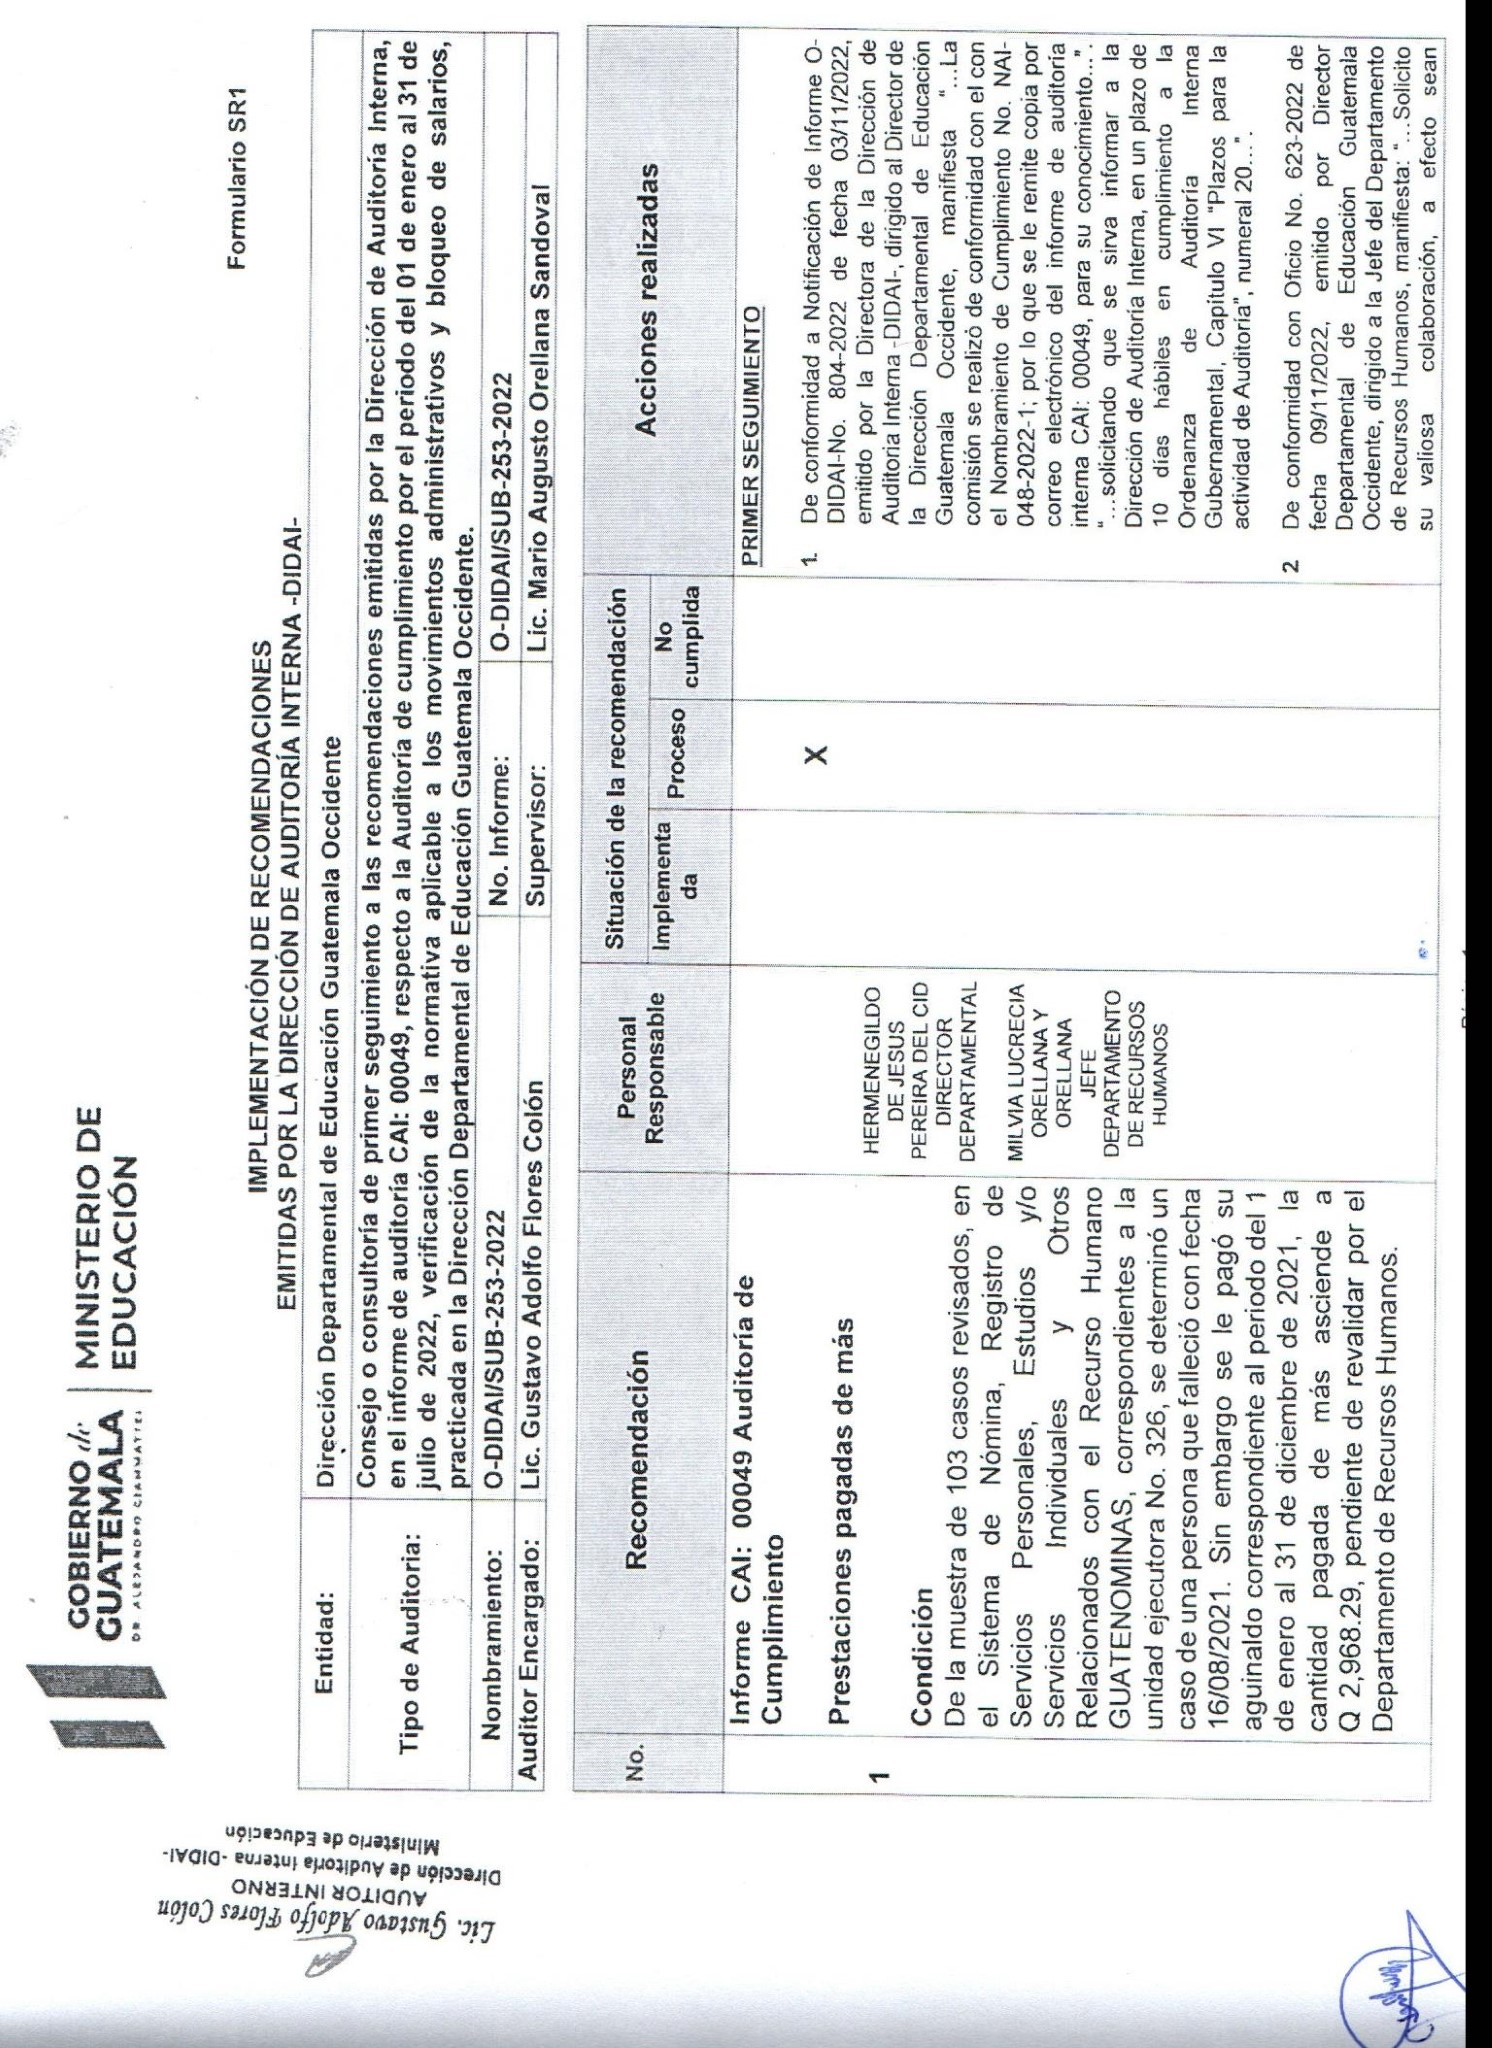 GOBIERNO de
GUATEMALA
DR. ALEJANDRO GIAMMATTEI
MINISTERIO DE
EDUCACIÓN
Formulario SR1
IMPLEMENTACIÓN DE RECOMENDACIONES
EMITIDAS POR LA DIRECCIÓN DE AUDITORÍA INTERNA -DIDAI-
Entidad:
Dirección Departamental de Educación Guatemala Occidente
Tipo de Auditoria:
Consejo o consultoría de primer seguimiento a las recomendaciones emitidas por la Dirección de Auditoría Interna,
en el informe de auditoría CAI: 00049, respecto a la Auditoría de cumplimiento por el periodo del 01 de enero al 31 de
julio de 2022, verificación de la normativa aplicable a los movimientos administrativos y bloqueo de salarios,
practicada en la Dirección Departamental de Educación Guatemala Occidente.
Nombramiento:
O-DIDAI/SUB-253-2022
No. Informe:
O-DIDAI/SUB-253-2022
Auditor Encargado:
Lic. Gustavo Adolfo Flores Colón
Supervisor:
Lic. Mario Augusto Orellana Sandoval
No.
Recomendación
Personal
Responsable
Situación de la recomendación
Implementa
da
Proceso
No
cumplida
Acciones realizadas
1
Informe CAI: 00049 Auditoría de
Cumplimiento
Prestaciones pagadas de más
Condición
De la muestra de 103 casos revisados, en
el Sistema de Nómina, Registro de
Servicios Personales, Estudios y/o
Servicios Individuales y Otros
Relacionados con el Recurso Humano
GUATENOMINAS, correspondientes a la
unidad ejecutora No. 326, se determinó un
caso de una persona que falleció con fecha
16/08/2021. Sin embargo se le pagó su
aguinaldo correspondiente al periodo del 1
de enero al 31 de diciembre de 2021, la
cantidad pagada de más asciende a
Q 2,968.29, pendiente de revalidar por el
Departamento de Recursos Humanos.
HERMENEGILDO
DE JESUS
PEREIRA DEL CID
DIRECTOR
DEPARTAMENTAL
MILVIA LUCRECIA
ORELLANA Y
ORELLANA
JEFE
DEPARTAMENTO
DE RECURSOS
HUMANOS
X
PRIMER SEGUIMIENTO
1. De conformidad a Notificación de Informe O-
DIDAI-No. 804-2022 de fecha 03/11/2022,
emitido por la Directora de la Dirección de
Auditoria Interna -DIDAI-, dirigido al Director de
la Dirección Departamental de Educación
Guatemala Occidente, manifiesta “…La
comisión se realizó de conformidad con el con
el Nombramiento de Cumplimiento No. NAI-
048-2022-1; por lo que se le remite copia por
correo electrónico del informe de auditoría
interna CAI: 00049, para su conocimiento…”.
“…solicitando que se sirva informar a la
Dirección de Auditoría Interna, en un plazo de
10 días hábiles en cumplimiento a la
Ordenanza de Auditoría Interna
Gubernamental, Capítulo VI “Plazos para la
actividad de Auditoría”, numeral 20…”.
2 De conformidad con Oficio No. 623-2022 de
fecha 09/11/2022, emitido por Director
Departamental de Educación Guatemala
Occidente, dirigido a la Jefe del Departamento
de Recursos Humanos, manifiesta: “…Solicito
su valiosa colaboración, a efecto sean
Lic. Gustavo Adolfo Flores Colón
AUDITOR INTERNO
Dirección de Auditoría Interna -DIDAI-
Ministerio de Educación